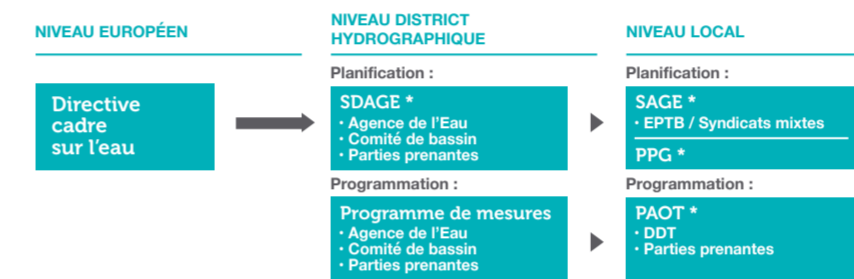 NIVEAU EUROPÉEN
Directive
cadre
sur l'eau
NIVEAU DISTRICT
HYDROGRAPHIQUE
Planification :
SDAGE *
• Agence de l'Eau
• Comité de bassin
• Parties prenantes
Programmation :
Programme de mesures
• Agence de l'Eau
• Comité de bassin
• Parties prenantes
NIVEAU LOCAL
Planification :
SAGE *
• EPTB / Syndicats mixtes
PPG *
Programmation :
PAOT *
• DDT
• Parties prenantes